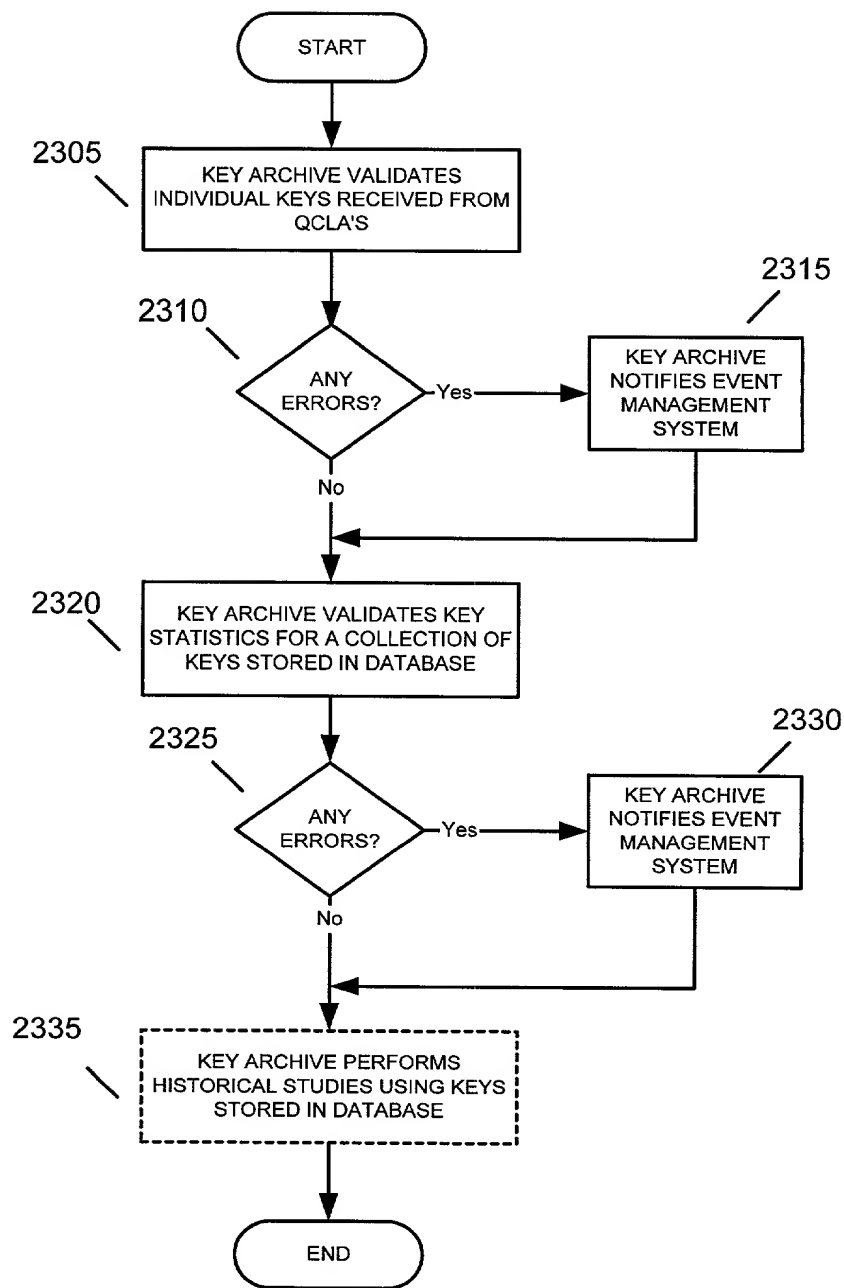 START
2305
KEY ARCHIVE VALIDATES
INDIVIDUAL KEYS RECEIVED FROM
QCLA'S
2310
ANY
ERRORS?
Yes
2315
KEY ARCHIVE
NOTIFIES EVENT
MANAGEMENT
SYSTEM
No
2320
KEY ARCHIVE VALIDATES KEY
STATISTICS FOR A COLLECTION OF
KEYS STORED IN DATABASE
2325
ANY
ERRORS?
Yes
2330
KEY ARCHIVE
NOTIFIES EVENT
MANAGEMENT
SYSTEM
No
2335
KEY ARCHIVE PERFORMS
HISTORICAL STUDIES USING KEYS
STORED IN DATABASE
END